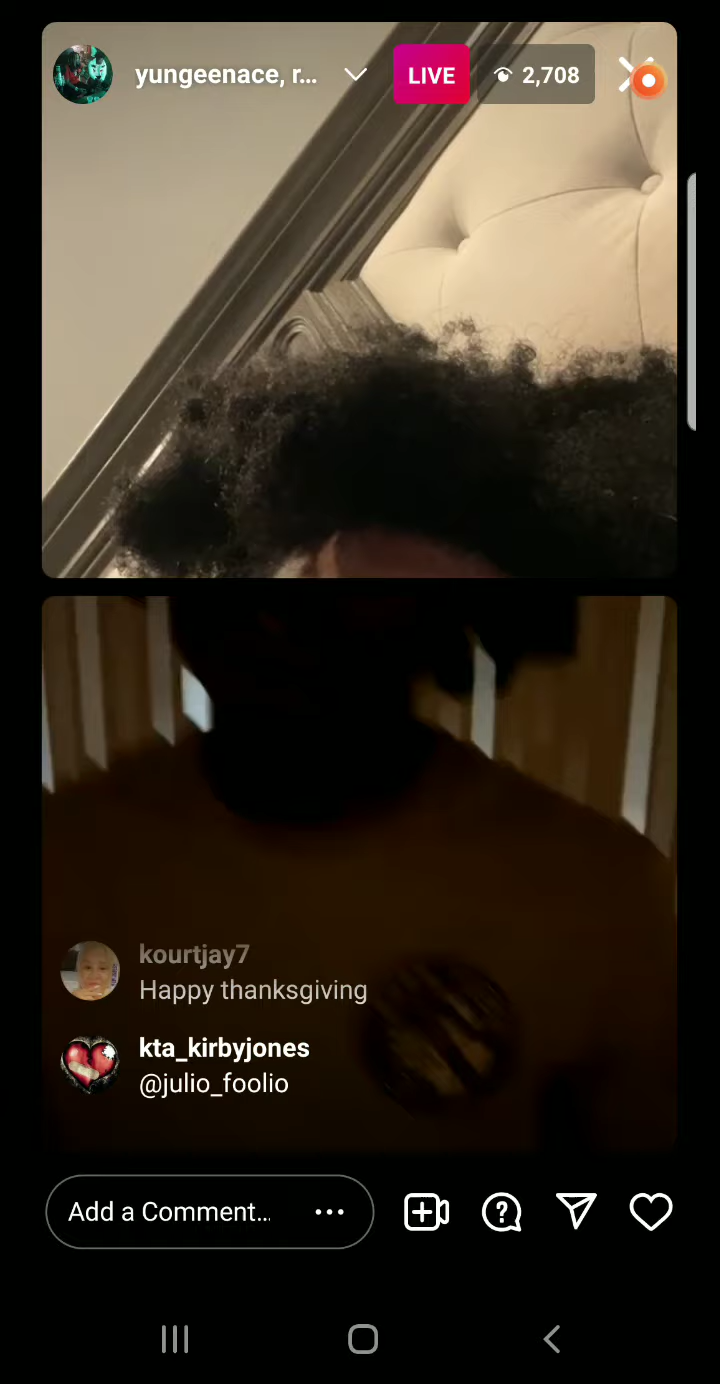 yungeenace, r...
LIVE
2,708
kourtjay7
Happy thanksgiving
kta_kirbyjones
@julio_foolio
Add a Comment...